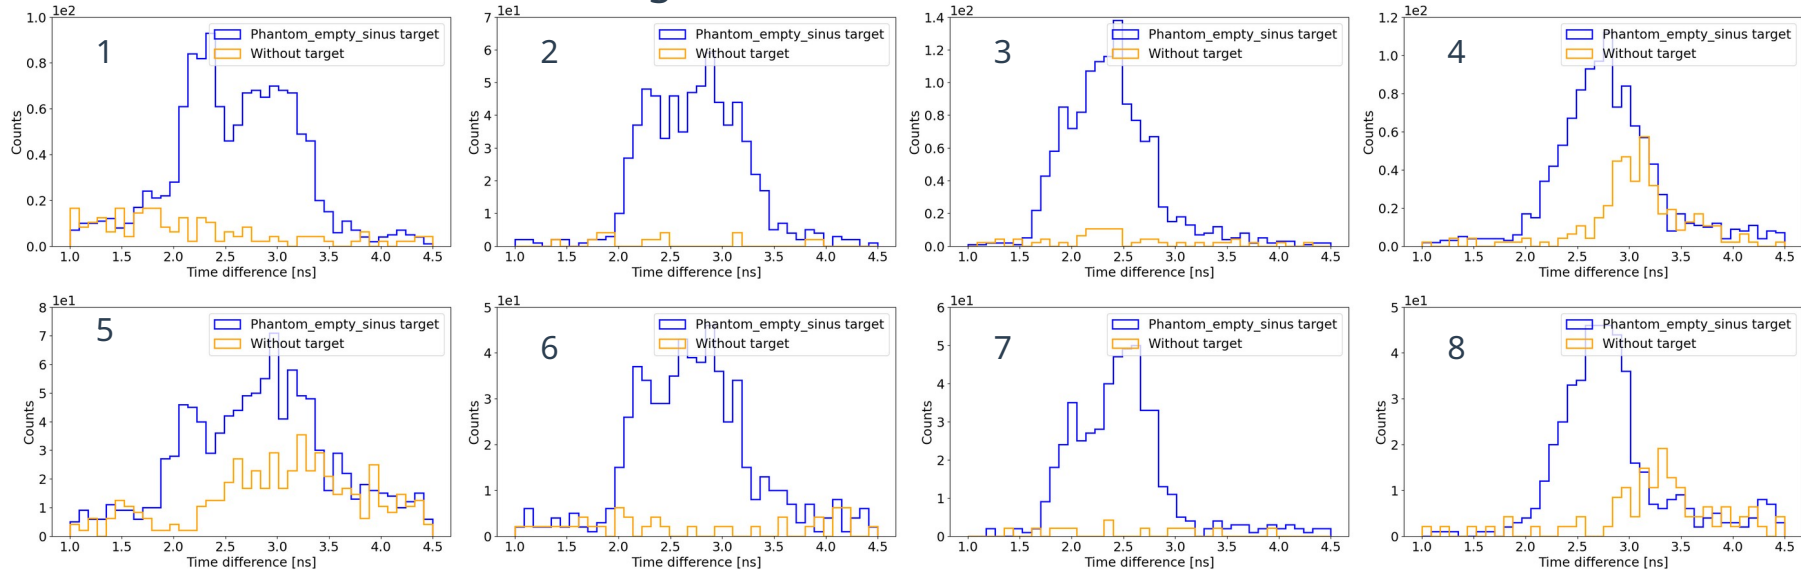 1e2
1.0
0.8
0.6
0.4
0.2
0.0
Counts
1
Phantom_empty_sinus target
Without target
1.0 1.5 2.0 2.5 3.0 3.5 4.0 4.5
Time difference [ns]
1e1
7
6
5
4
3
2
1
0
Counts
2
Phantom_empty_sinus target
Without target
1.0 1.5 2.0 2.5 3.0 3.5 4.0 4.5
Time difference [ns]
1e2
1.4
1.2
1.0
0.8
0.6
0.4
0.2
0.0
Counts
3
Phantom_empty_sinus target
Without target
1.0 1.5 2.0 2.5 3.0 3.5 4.0 4.5
Time difference [ns]
1e2
1.2
1.0
0.8
0.6
0.4
0.2
0.0
Counts
4
Phantom_empty_sinus target
Without target
1.0 1.5 2.0 2.5 3.0 3.5 4.0 4.5
Time difference [ns]
1e1
8
7
6
5
4
3
2
1
0
Counts
5
Phantom_empty_sinus target
Without target
1.0 1.5 2.0 2.5 3.0 3.5 4.0 4.5
Time difference [ns]
1e1
5
4
3
2
1
0
Counts
6
Phantom_empty_sinus target
Without target
1.0 1.5 2.0 2.5 3.0 3.5 4.0 4.5
Time difference [ns]
1e1
6
5
4
3
2
1
0
Counts
7
Phantom_empty_sinus target
Without target
1.0 1.5 2.0 2.5 3.0 3.5 4.0 4.5
Time difference [ns]
1e1
5
4
3
2
1
0
Counts
8
Phantom_empty_sinus target
Without target
1.0 1.5 2.0 2.5 3.0 3.5 4.0 4.5
Time difference [ns]